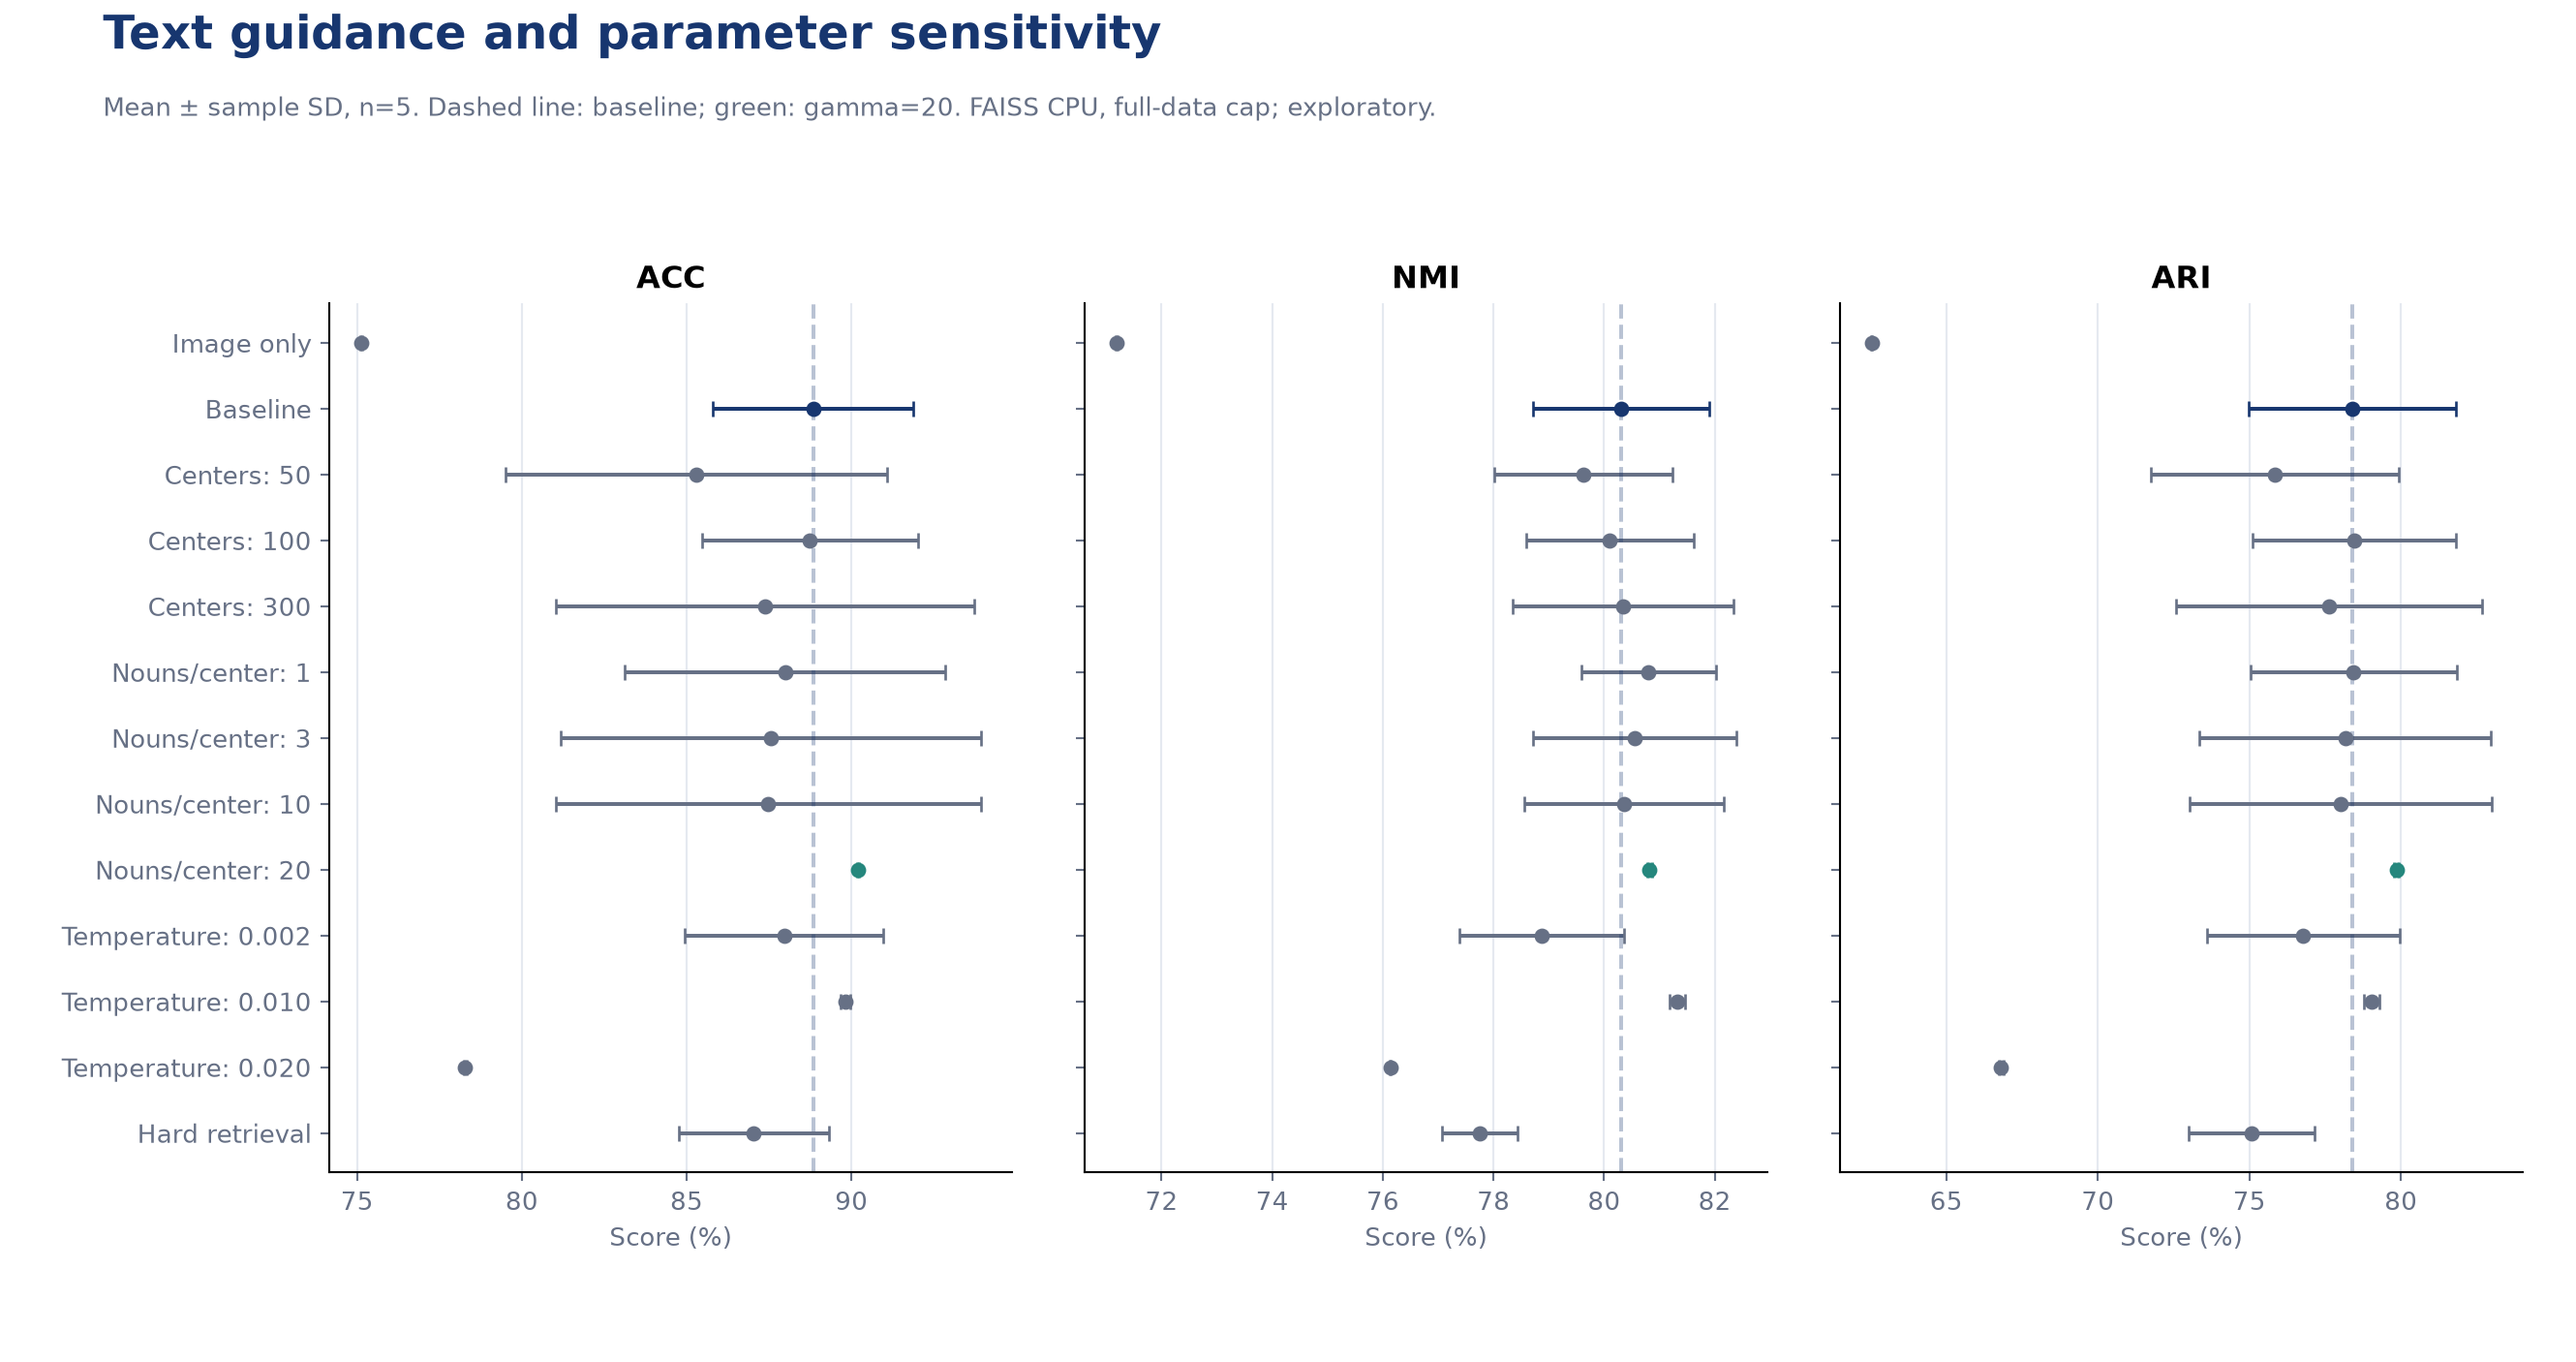 Text guidance and parameter sensitivity
Mean ± sample SD, n=5. Dashed line: baseline; green: gamma=20. FAISS CPU, full-data cap; exploratory.
ACC
NMI
ARI
Image only
Baseline
Centers: 50
Centers: 100
Centers: 300
Nouns/center: 1
Nouns/center: 3
Nouns/center: 10
Nouns/center: 20
Temperature: 0.002
Temperature: 0.010
Temperature: 0.020
Hard retrieval
75 80 85 90
72 74 76 78 80 82
65 70 75 80
Score (%)
Score (%)
Score (%)